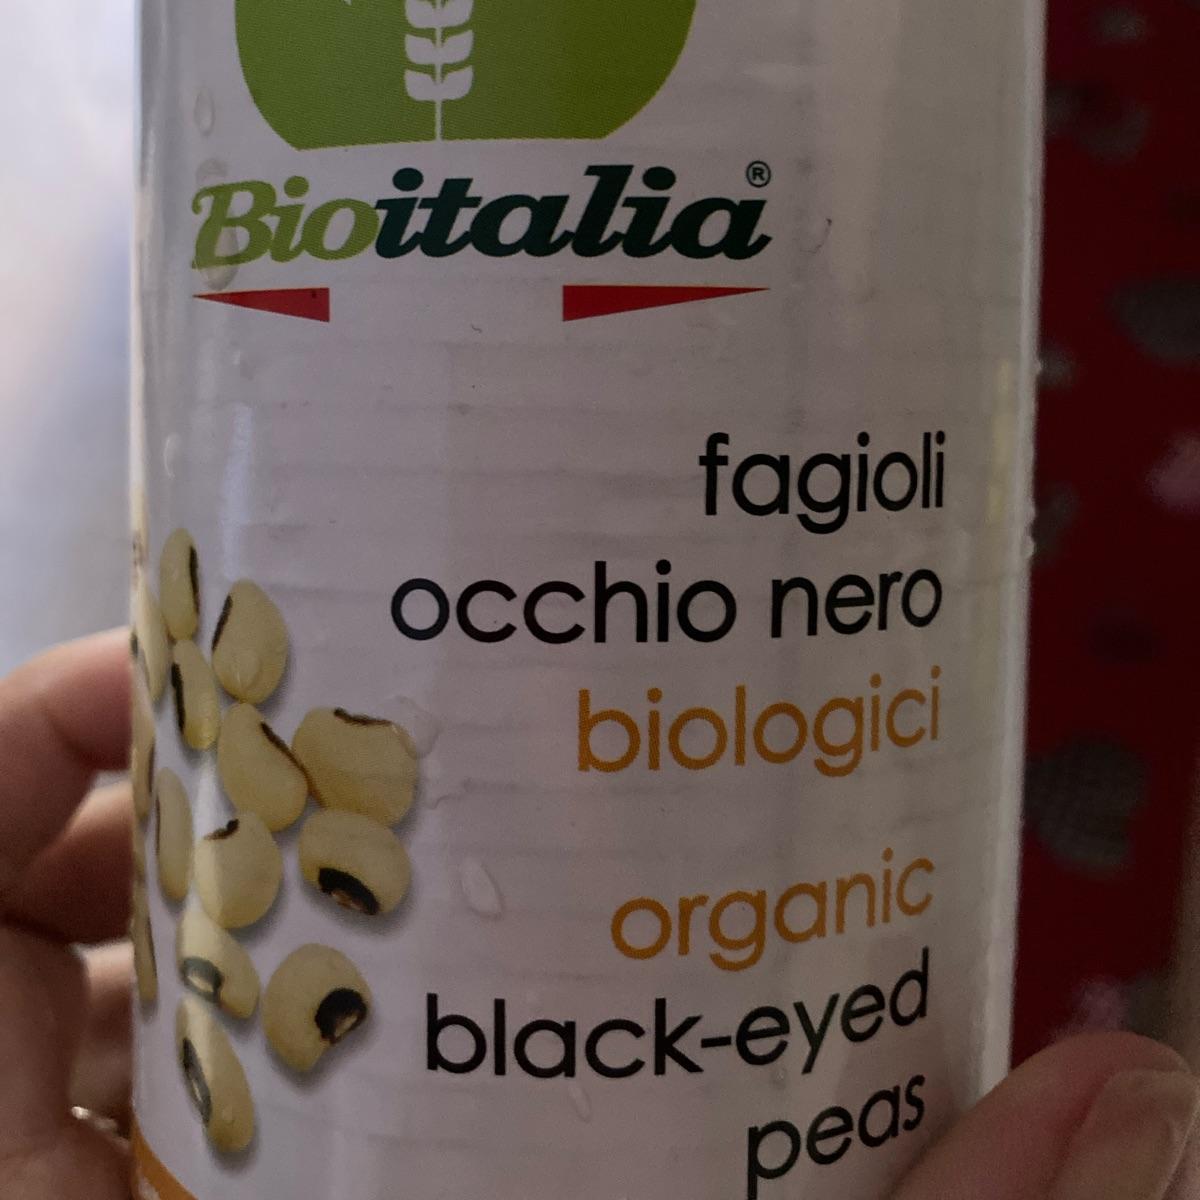 Bioitalia®
fagioli
occhio nero
biologici
organic
black-eyed
peas